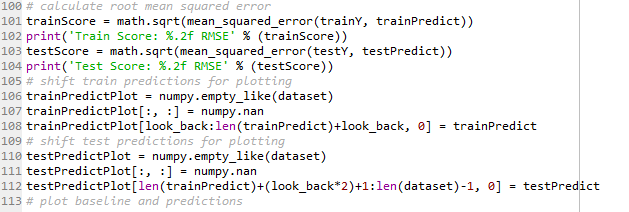 100 # calculate root mean squared error
101 trainScore = math.sqrt(mean_squared_error(trainY, trainPredict))
102 print('Train Score: %.2f RMSE' % (trainScore))
103 testScore = math.sqrt(mean_squared_error(testY, testPredict))
104 print('Test Score: %.2f RMSE' % (testScore))
105 # shift train predictions for plotting
106 trainPredictPlot = numpy.empty_like(dataset)
107 trainPredictPlot[:, :] = numpy.nan
108 trainPredictPlot[look_back:len(trainPredict)+look_back, 0] = trainPredict
109 # shift test predictions for plotting
110 testPredictPlot = numpy.empty_like(dataset)
111 testPredictPlot[:, :] = numpy.nan
112 testPredictPlot[len(trainPredict)+(look_back*2)+1:len(dataset)-1, 0] = testPredict
113 # plot baseline and predictions